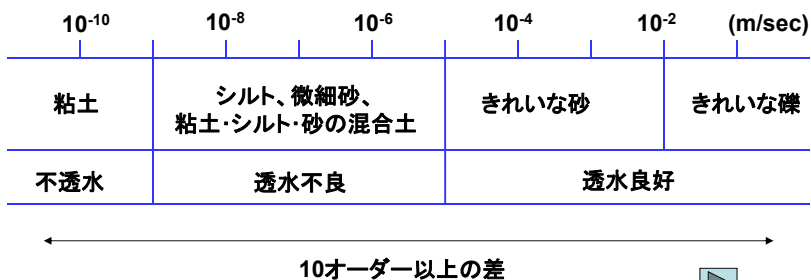 10⁻¹⁰ 10⁻⁸ 10⁻⁶ 10⁻⁴ 10⁻² (m/sec)
粘土
シルト、微細砂、
粘土・シルト・砂の混合土
きれいな砂
きれいな礫
不透水 透水不良 透水良好
10オーダー以上の差